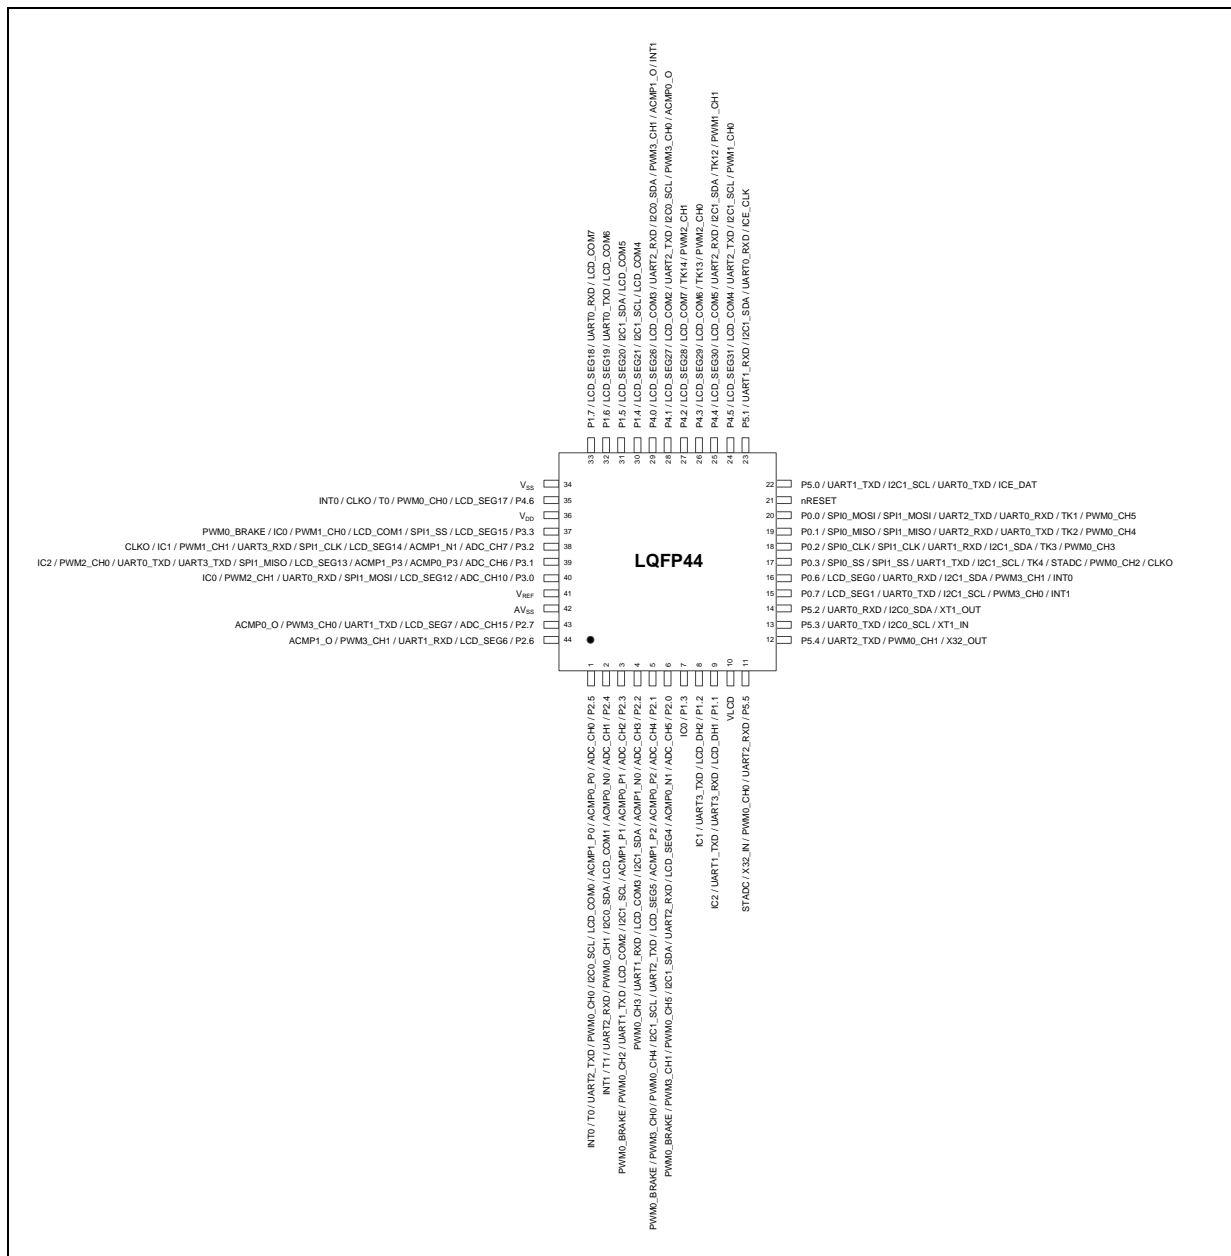 P1.7 / LCD_SEG18 / UART0_RXD / LCD_COM7
P1.6 / LCD_SEG19 / UART0_TXD / LCD_COM6
P1.5 / LCD_SEG20 / I2C1_SDA / LCD_COM5
P1.4 / LCD_SEG21 / I2C1_SCL / LCD_COM4
P4.0 / LCD_SEG26 / LCD_COM3 / UART2_RXD / I2C0_SDA / PWM3_CH1 / ACMP1_O / INT1
P4.1 / LCD_SEG27 / LCD_COM2 / UART2_TXD / I2C0_SCL / PWM3_CH0 / ACMP0_O
P4.2 / LCD_SEG28 / LCD_COM7 / TK14 / PWM2_CH1
P4.3 / LCD_SEG29 / LCD_COM6 / TK13 / PWM2_CH0
P4.4 / LCD_SEG30 / LCD_COM5 / UART2_RXD / I2C1_SDA / TK12 / PWM1_CH1
P4.5 / LCD_SEG31 / LCD_COM4 / UART2_TXD / I2C1_SCL / PWM1_CH0
P5.1 / UART1_RXD / I2C1_SDA / UART0_RXD / ICE_CLK
33 32 31 30 29 28 27 26 25 24 23
VSS 34
INT0 / CLKO / T0 / PWM0_CH0 / LCD_SEG17 / P4.6 35
VDD 36
PWM0_BRAKE / IC0 / PWM1_CH0 / LCD_COM1 / SPI1_SS / LCD_SEG15 / P3.3 37
CLKO / IC1 / PWM1_CH1 / UART3_RXD / SPI1_CLK / LCD_SEG14 / ACMP1_N1 / ADC_CH7 / P3.2 38
IC2 / PWM2_CH0 / UART0_TXD / UART3_TXD / SPI1_MISO / LCD_SEG13 / ACMP1_P3 / ACMP0_P3 / ADC_CH6 / P3.1 39
IC0 / PWM2_CH1 / UART0_RXD / SPI1_MOSI / LCD_SEG12 / ADC_CH10 / P3.0 40
VREF 41
AVSS 42
ACMP0_O / PWM3_CH0 / UART1_TXD / LCD_SEG7 / ADC_CH15 / P2.7 43
ACMP1_O / PWM3_CH1 / UART1_RXD / LCD_SEG6 / P2.6 44
LQFP44
22 P5.0 / UART1_TXD / I2C1_SCL / UART0_TXD / ICE_DAT
21 nRESET
20 P0.0 / SPI0_MOSI / SPI1_MOSI / UART2_TXD / UART0_RXD / TK1 / PWM0_CH5
19 P0.1 / SPI0_MISO / SPI1_MISO / UART2_RXD / UART0_TXD / TK2 / PWM0_CH4
18 P0.2 / SPI0_CLK / SPI1_CLK / UART1_RXD / I2C1_SDA / TK3 / PWM0_CH3
17 P0.3 / SPI0_SS / SPI1_SS / UART1_TXD / I2C1_SCL / TK4 / STADC / PWM0_CH2 / CLKO
16 P0.6 / LCD_SEG0 / UART0_RXD / I2C1_SDA / PWM3_CH1 / INT0
15 P0.7 / LCD_SEG1 / UART0_TXD / I2C1_SCL / PWM3_CH0 / INT1
14 P5.2 / UART0_RXD / I2C0_SDA / XT1_OUT
13 P5.3 / UART0_TXD / I2C0_SCL / XT1_IN
12 P5.4 / UART2_TXD / PWM0_CH1 / X32_OUT
1 2 3 4 5 6 7 8 9 10 11
INT0 / T0 / UART2_TXD / PWM0_CH0 / I2C0_SCL / LCD_COM0 / ACMP1_P0 / ACMP0_P0 / ADC_CH0 / P2.5
INT1 / T1 / UART2_RXD / PWM0_CH1 / I2C0_SDA / LCD_COM1 / ACMP0_N0 / ADC_CH1 / P2.4
PWM0_BRAKE / PWM0_CH2 / UART1_TXD / LCD_COM2 / I2C1_SCL / ACMP1_P1 / ACMP0_P1 / ADC_CH2 / P2.3
PWM0_CH3 / UART1_RXD / LCD_COM3 / I2C1_SDA / ACMP1_N0 / ADC_CH3 / P2.2
PWM0_BRAKE / PWM3_CH0 / PWM0_CH4 / I2C1_SCL / UART2_TXD / LCD_SEG5 / ACMP1_P2 / ACMP0_P2 / ADC_CH4 / P2.1
PWM0_BRAKE / PWM3_CH1 / PWM0_CH5 / I2C1_SDA / UART2_RXD / LCD_SEG4 / ACMP0_N1 / ADC_CH5 / P2.0
IC0 / P1.3
IC1 / UART3_TXD / LCD_DH2 / P1.2
IC2 / UART1_TXD / UART3_RXD / LCD_DH1 / P1.1
VLCD
STADC / X32_IN / PWM0_CH0 / UART2_RXD / P5.5